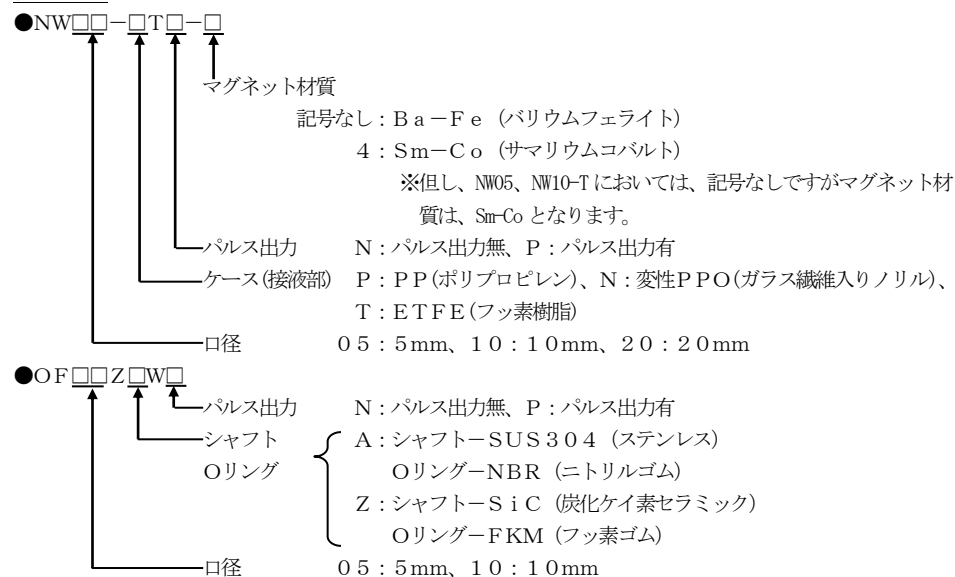 ●NW□□－□T□－□
マグネット材質
記号なし：Ｂａ－Ｆｅ（バリウムフェライト）
４：Ｓｍ－Ｃｏ（サマリウムコバルト）
※但し、NW05、NW10-Tにおいては、記号なしですがマグネット材
質は、Sm-Coとなります。
パルス出力 Ｎ：パルス出力無、Ｐ：パルス出力有
ケース(接液部) Ｐ：ＰＰ(ポリプロピレン)、Ｎ：変性ＰＰＯ(ガラス繊維入りノリル)、
Ｔ：ＥＴＦＥ(フッ素樹脂)
口径 ０５：５mm、１０：１０mm、２０：２０mm
●ＯＦ□□Ｚ□W□
パルス出力 Ｎ：パルス出力無、Ｐ：パルス出力有
シャフト Ａ：シャフト－ＳＵＳ３０４（ステンレス）
Ｏリング Ｏリング－ＮＢＲ（ニトリルゴム）
Ｚ：シャフト－ＳｉＣ（炭化ケイ素セラミック）
Ｏリング－ＦＫＭ（フッ素ゴム）
口径 ０５：５mm、１０：１０mm